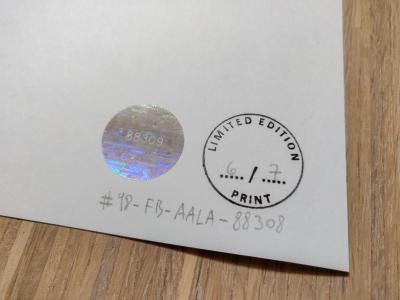 88309
LIMITED EDITION
6 / 7
PRINT
#98-FB-AALA-88308